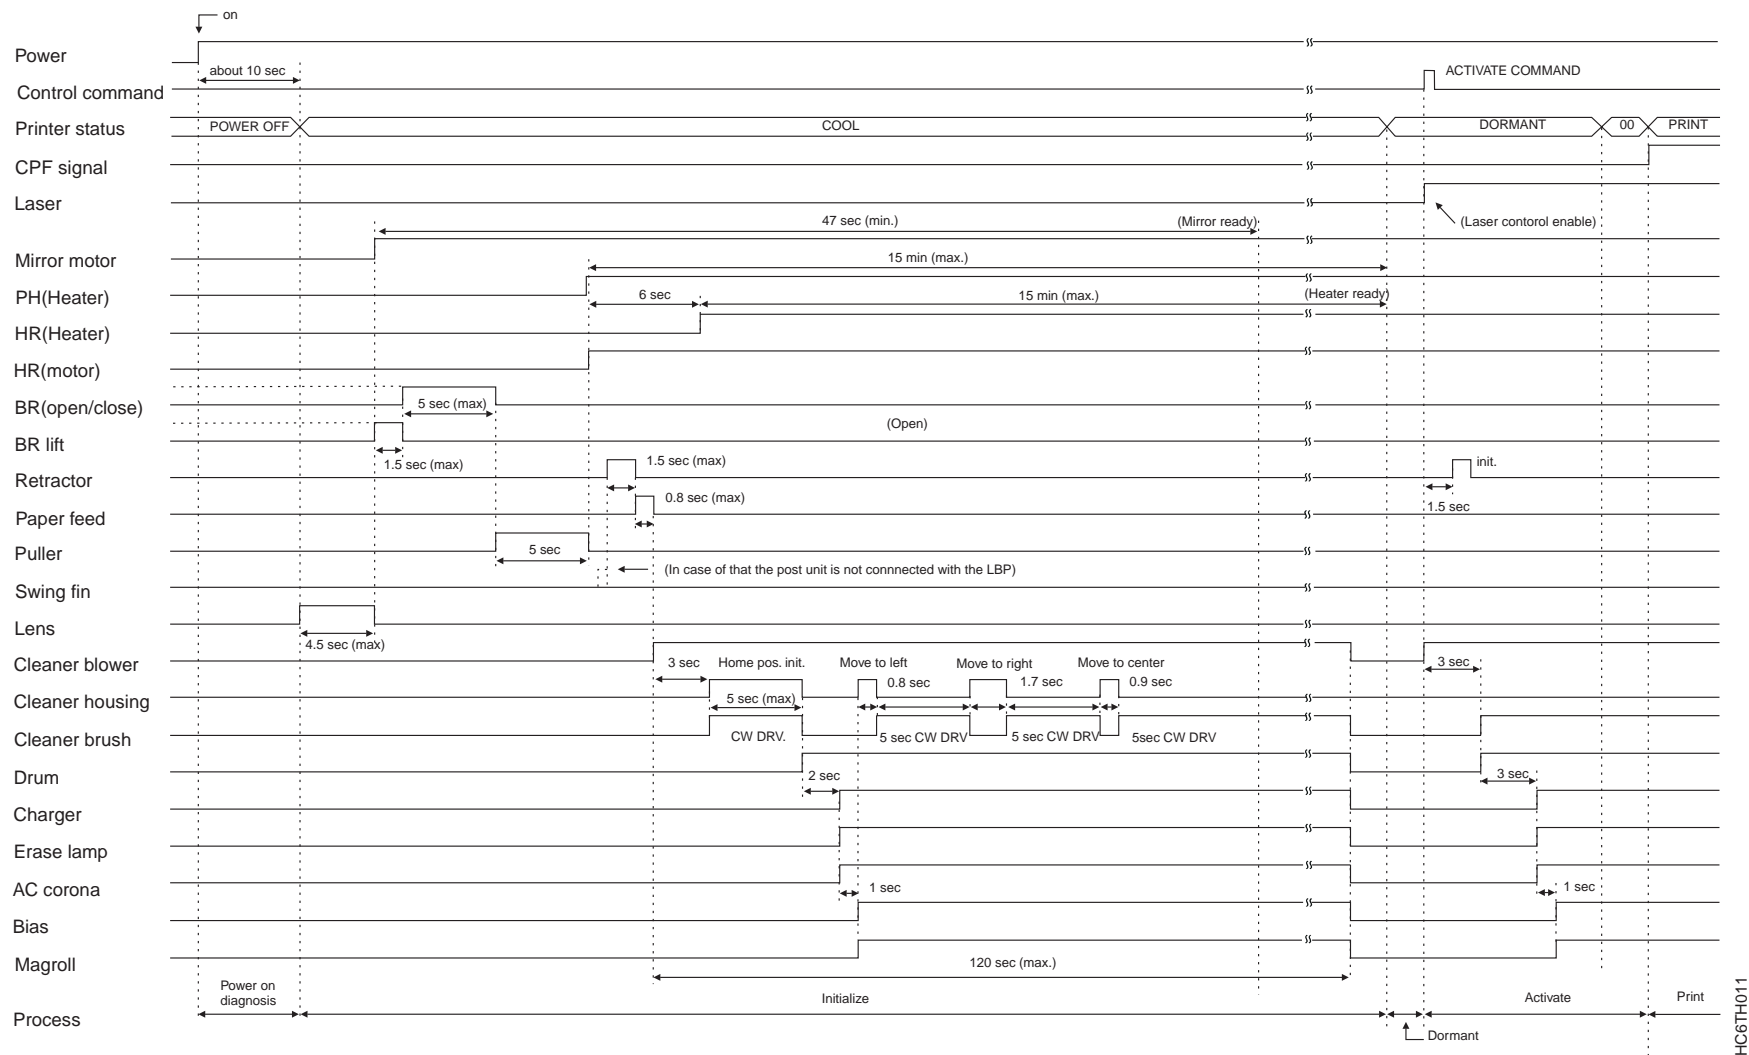 on
Power
about 10 sec
ACTIVATE COMMAND
Control command
Printer status
POWER OFF
COOL
DORMANT
00
PRINT
CPF signal
Laser
47 sec (min.)
(Mirror ready)
(Laser contorol enable)
Mirror motor
15 min (max.)
PH(Heater)
6 sec
15 min (max.)
(Heater ready)
HR(Heater)
HR(motor)
BR(open/close)
5 sec (max)
(Open)
BR lift
1.5 sec (max)
1.5 sec (max)
init.
Retractor
0.8 sec (max)
1.5 sec
Paper feed
Puller
5 sec
(In case of that the post unit is not connnected with the LBP)
Swing fin
Lens
4.5 sec (max)
Cleaner blower
3 sec
Home pos. init.
Move to left
Move to right
Move to center
3 sec
0.8 sec
1.7 sec
0.9 sec
Cleaner housing
5 sec (max)
Cleaner brush
CW DRV.
5 sec CW DRV
5 sec CW DRV
5sec CW DRV
Drum
2 sec
3 sec
Charger
Erase lamp
AC corona
1 sec
1 sec
Bias
Magroll
120 sec (max.)
Power on
diagnosis
Initialize
Activate
Print
Process
Dormant
HC6TH011